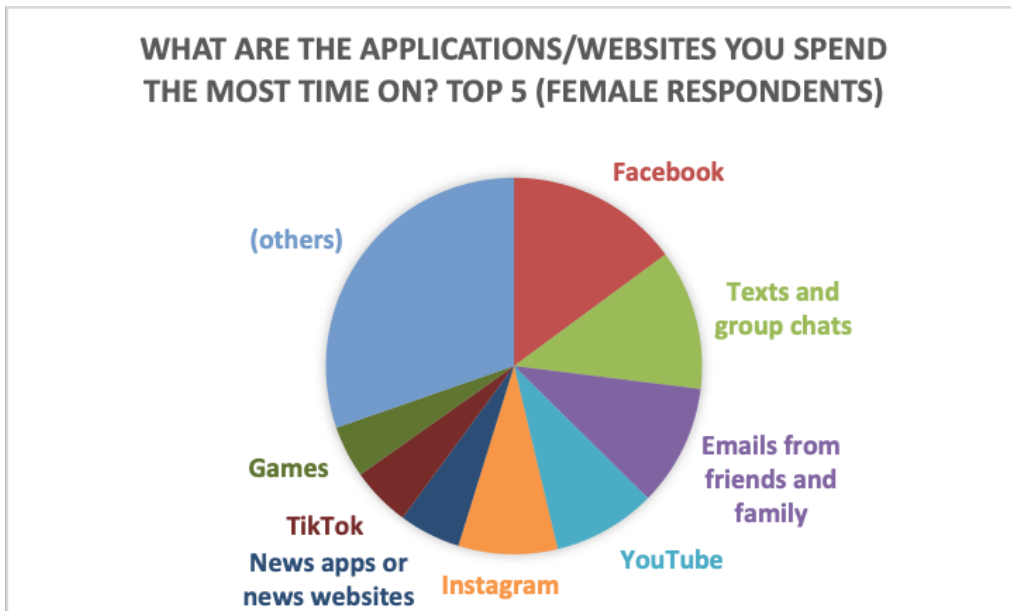 WHAT ARE THE APPLICATIONS/WEBSITES YOU SPEND
THE MOST TIME ON? TOP 5 (FEMALE RESPONDENTS)
Facebook
(others)
Texts and
group chats
Emails from
friends and
family
Games
TikTok
YouTube
News apps or
news websites
Instagram